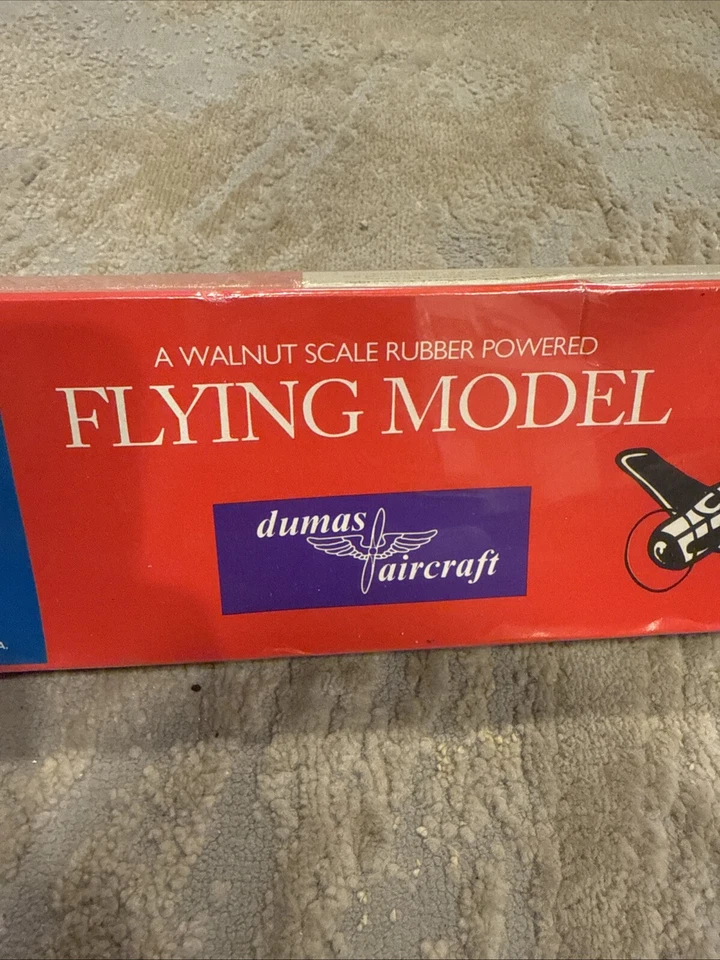 A WALNUT SCALE RUBBER POWERED
FLYING MODEL
dumas
aircraft